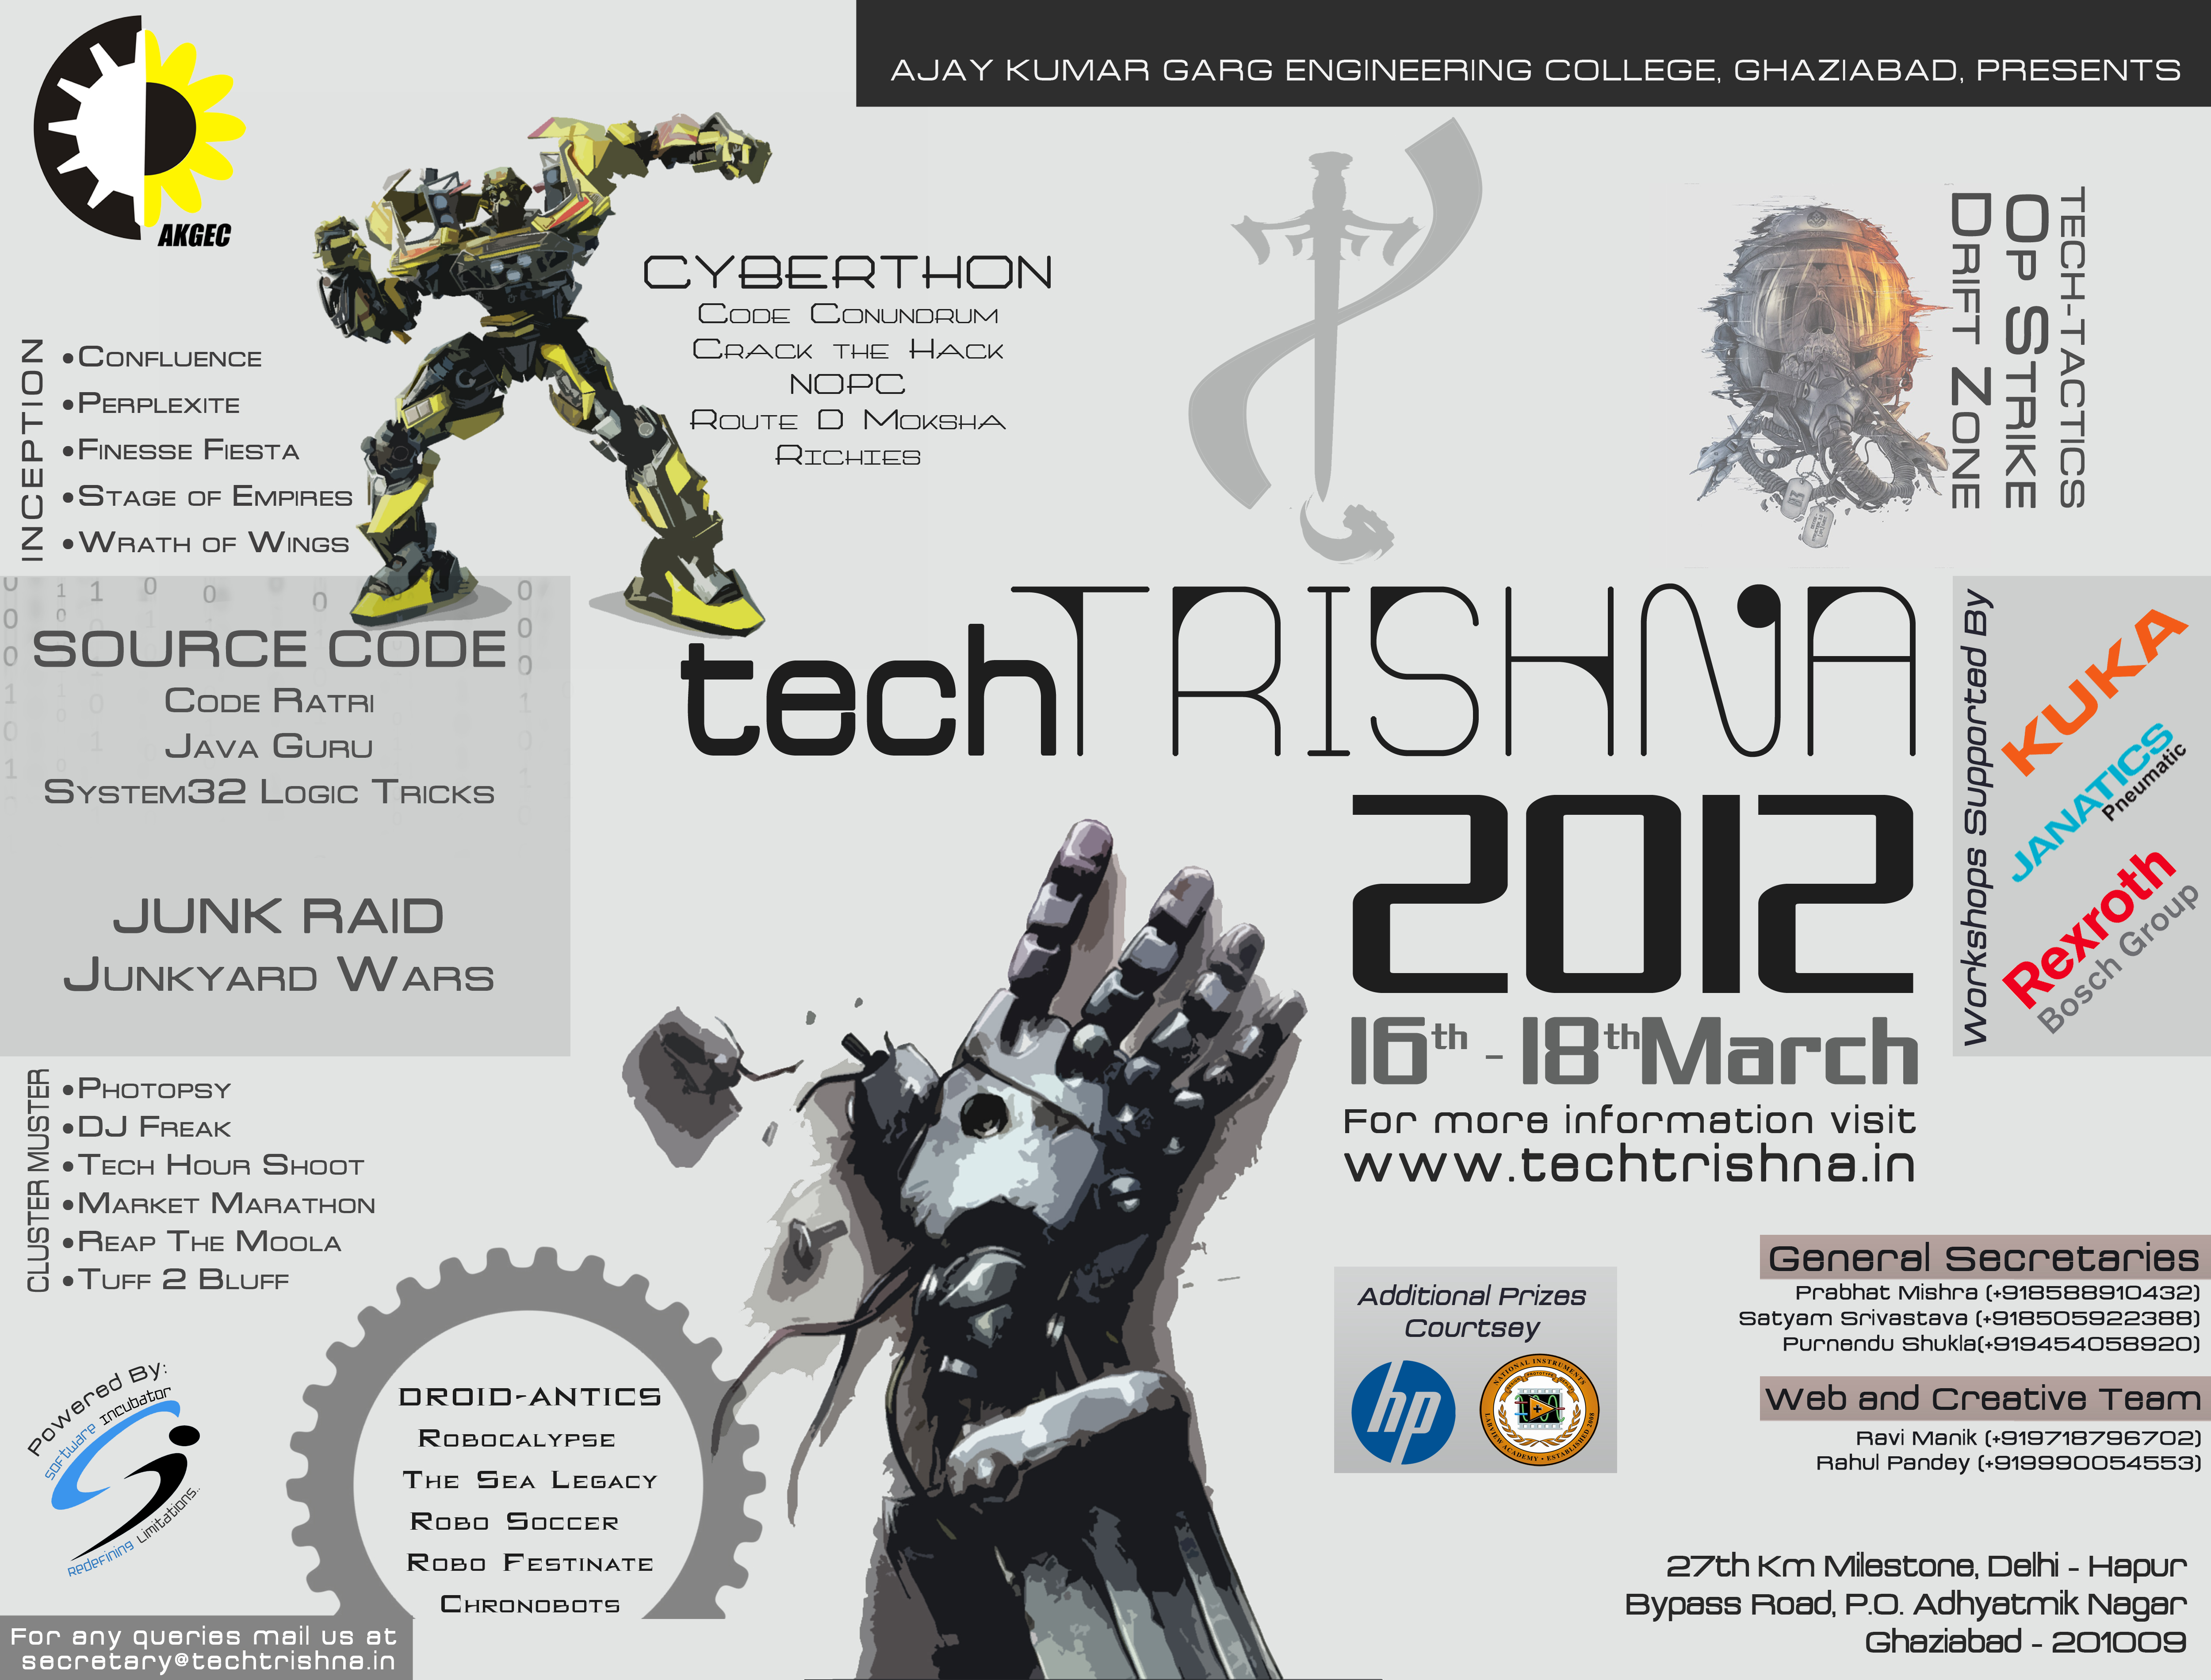 AJAY KUMAR GARG ENGINEERING COLLEGE, GHAZIABAD, PRESENTS
AKGEC
CYBERTHON
CODE CONUNDRUM
CRACK THE HACK
NOPC
ROUTE D MOKSHA
RICHIES
TECH-TACTICS
OP STRIKE
DRIFT ZONE
INCEPTION
•CONFLUENCE
•PERPLEXITE
•FINESSE FIESTA
•STAGE OF EMPIRES
•WRATH OF WINGS
SOURCE CODE
CODE RATRI
JAVA GURU
SYSTEM32 LOGIC TRICKS
JUNK RAID
JUNKYARD WARS
techTRISHNA
2012
16th - 18th March
For more information visit
www.techtrishna.in
Workshops Supported By
KUKA
JANATICS
Pneumatic
Rexroth
Bosch Group
CLUSTER MUSTER
•PHOTOPSY
•DJ FREAK
•TECH HOUR SHOOT
•MARKET MARATHON
•REAP THE MOOLA
•TUFF 2 BLUFF
Powered By:
Software Incubator
Redefining Limitations..
DROID-ANTICS
ROBOCALYPSE
THE SEA LEGACY
ROBO SOCCER
ROBO FESTINATE
CHRONOBOTS
Additional Prizes
Courtsey
hp
NATIONAL INSTRUMENTS
LABVIEW ACADEMY • ESTABLISHED 2008
General Secretaries
Prabhat Mishra (+918588910432)
Satyam Srivastava (+918505922388)
Purnendu Shukla(+919454058920)
Web and Creative Team
Ravi Manik (+919718796702)
Rahul Pandey (+919990054553)
27th Km Milestone, Delhi - Hapur
Bypass Road, P.O. Adhyatmik Nagar
Ghaziabad - 201009
For any queries mail us at
secretary@techtrishna.in